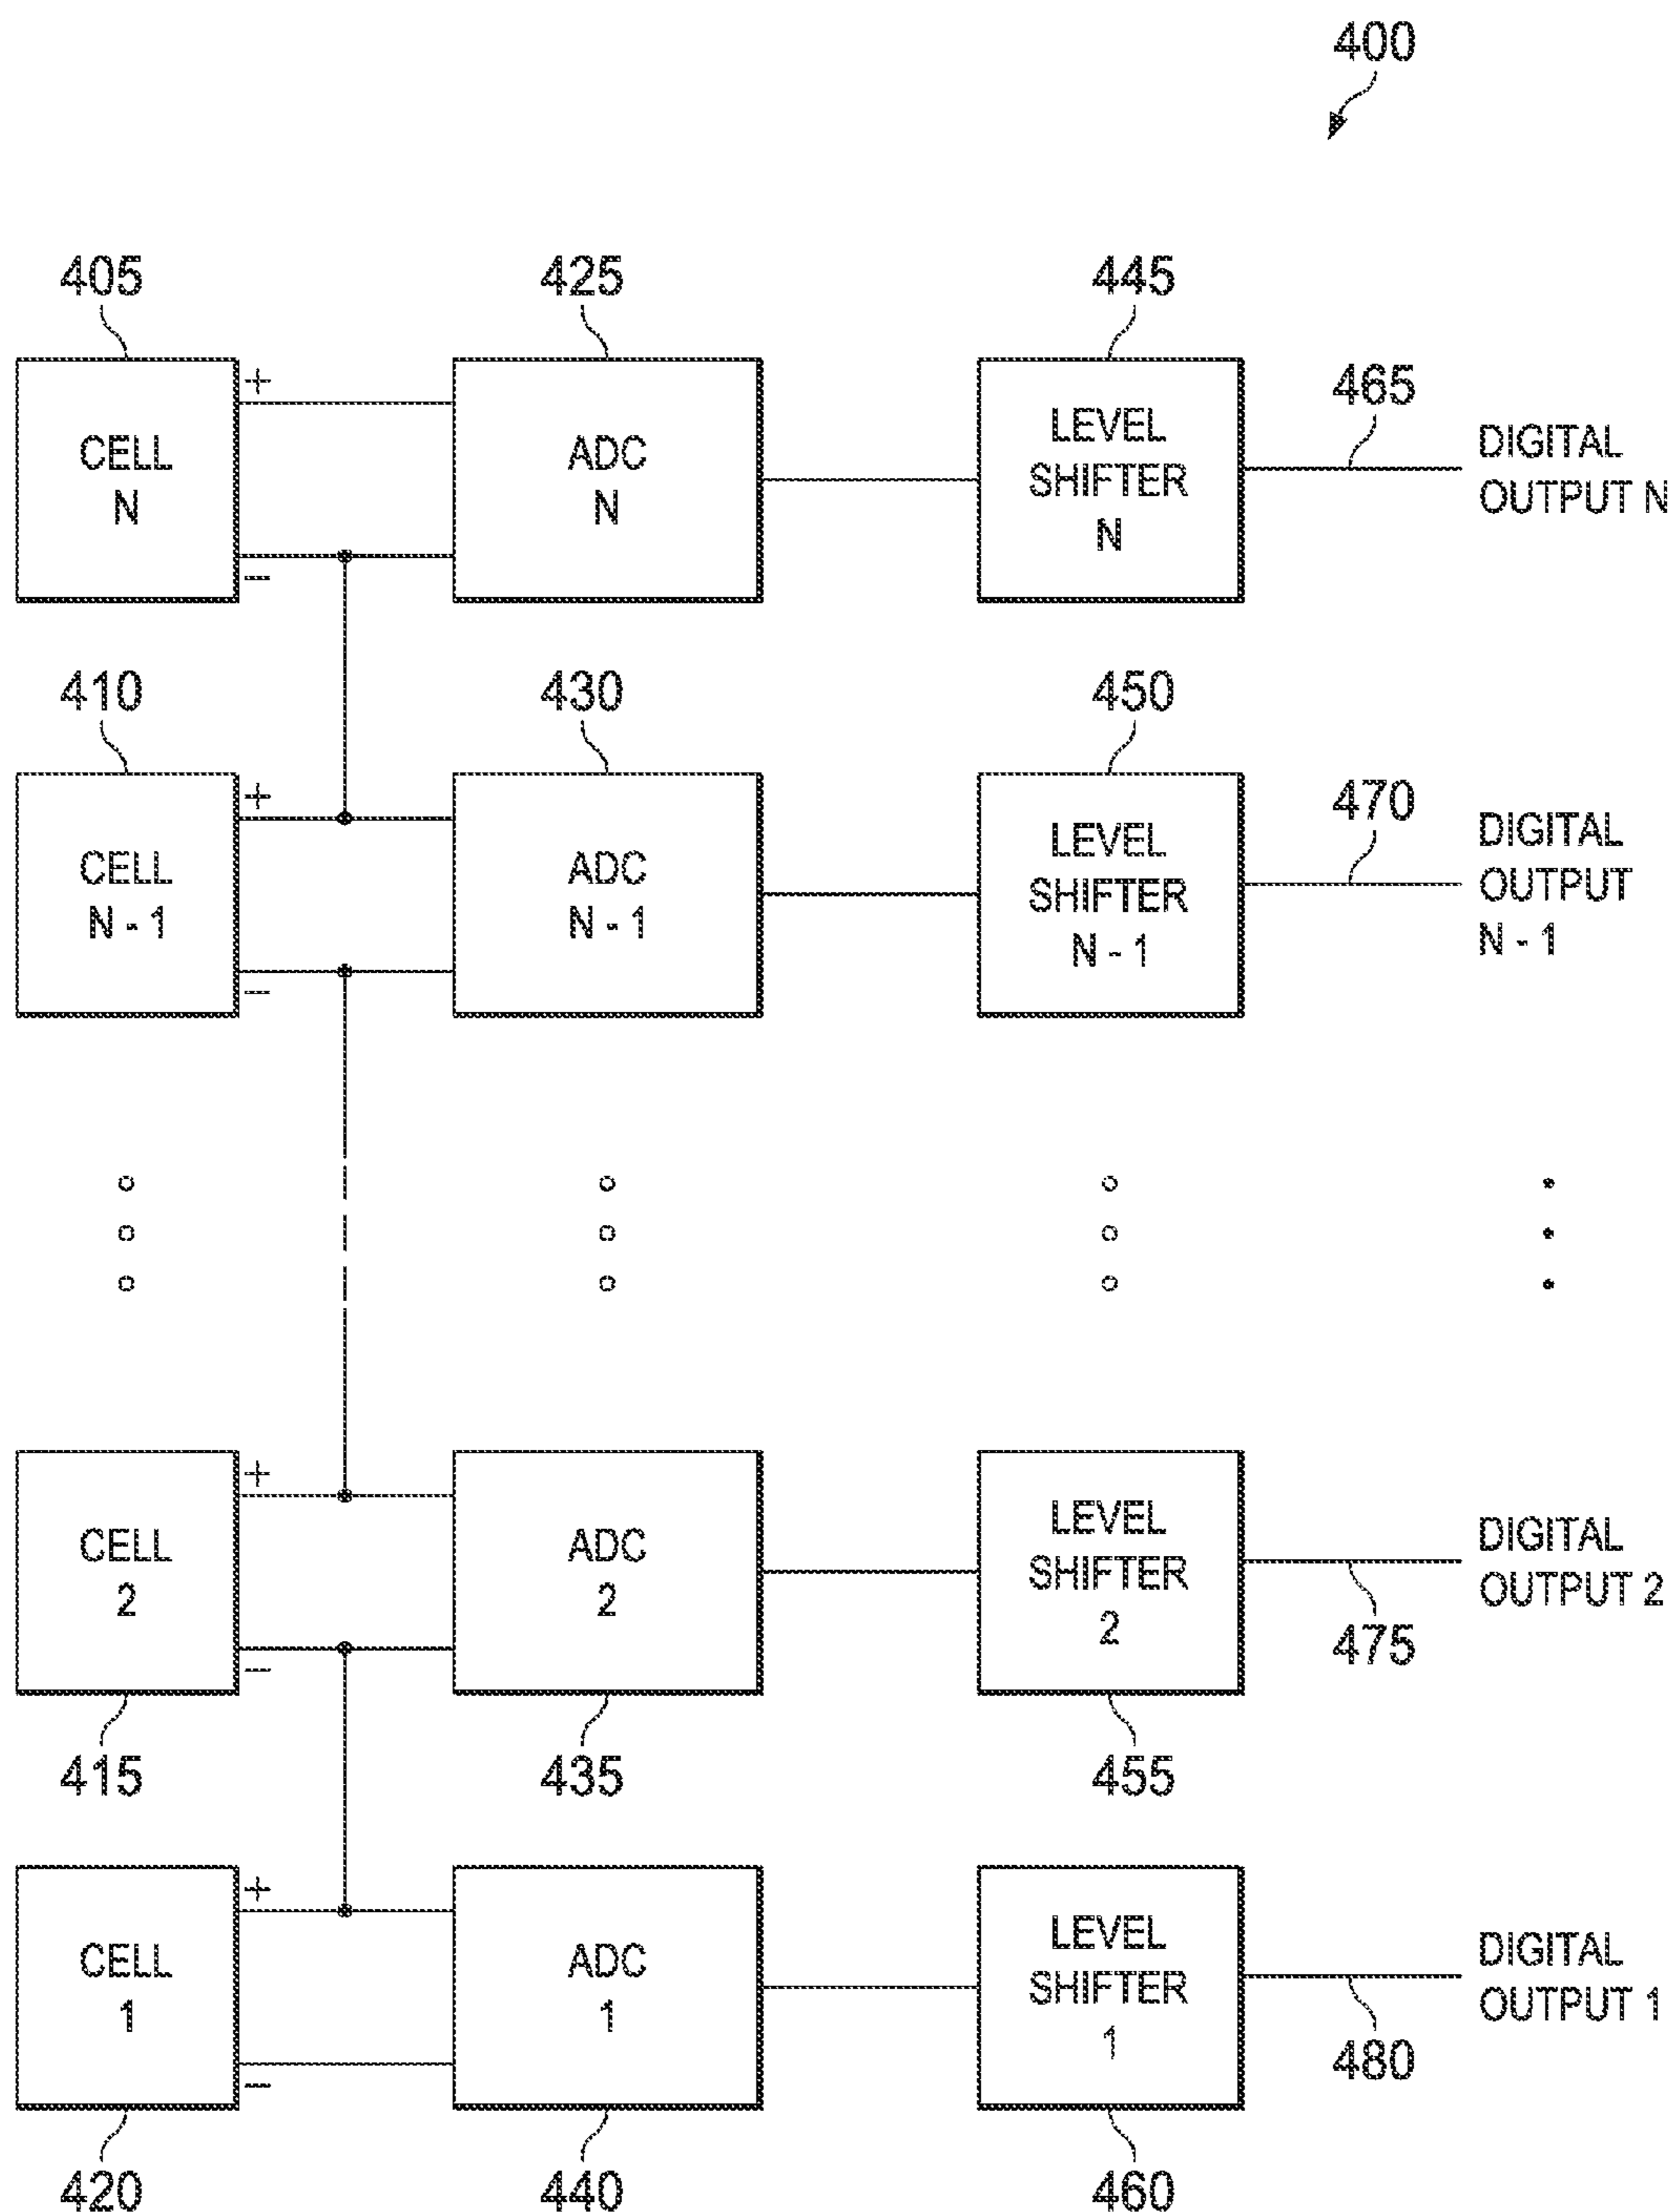 400
405 425 445
CELL
N
+
−
ADC
N
LEVEL
SHIFTER
N
465
DIGITAL
OUTPUT N
410 430 450
CELL
N - 1
+
−
ADC
N - 1
LEVEL
SHIFTER
N - 1
470
DIGITAL
OUTPUT
N - 1
CELL
2
+
−
ADC
2
LEVEL
SHIFTER
2
DIGITAL
OUTPUT 2
475
415 435 455
CELL
1
+
−
ADC
1
LEVEL
SHIFTER
1
DIGITAL
OUTPUT 1
480
420 440 460